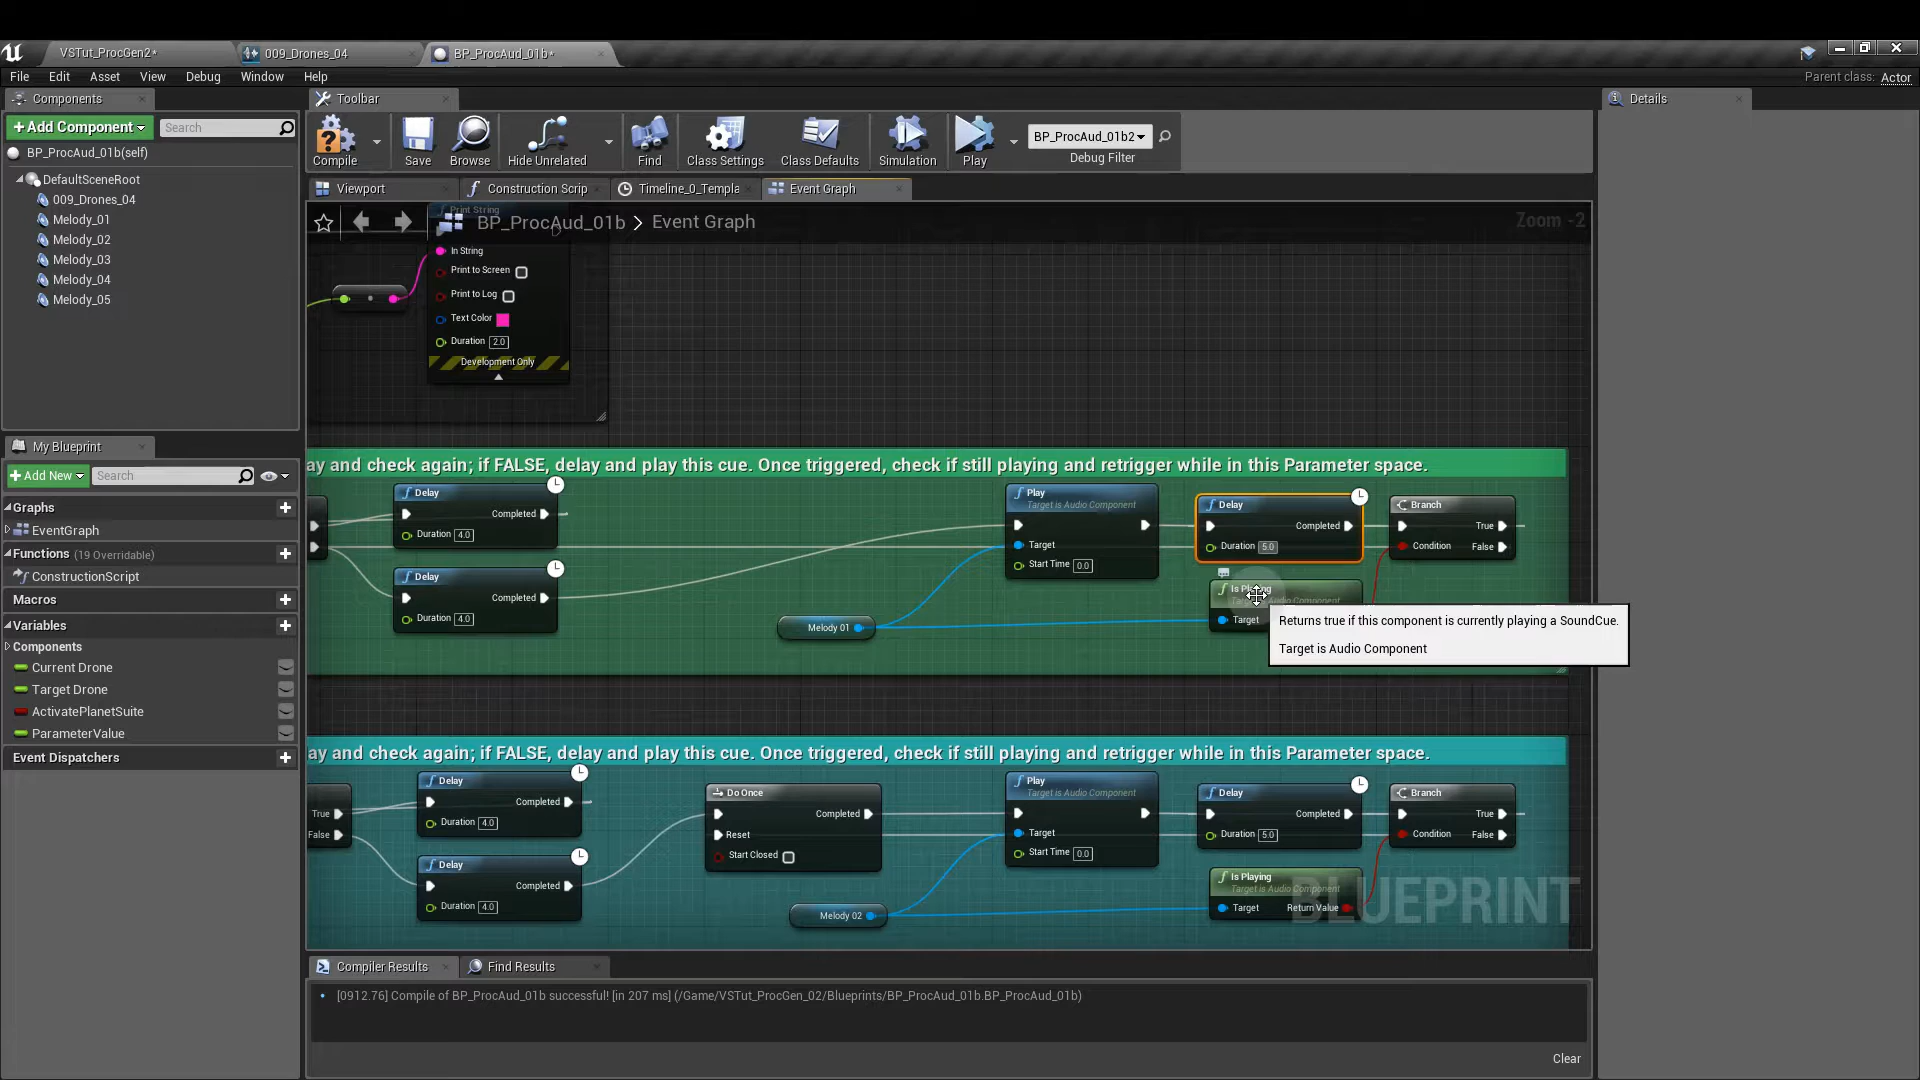 VSTut_ProcGen2*
009_Drones_04
BP_ProcAud_01b*
File Edit Asset View Debug Window Help
Parent class: Actor
Components
Toolbar
Details
+Add Component
Search
BP_ProcAud_01b(self)
DefaultSceneRoot
009_Drones_04
Melody_01
Melody_02
Melody_03
Melody_04
Melody_05
Compile
Save
Browse
Hide Unrelated
Find
Class Settings
Class Defaults
Simulation
Play
BP_ProcAud_01b2
Debug Filter
Viewport
Construction Scrip
Timeline_0_Templa
Event Graph
BP_ProcAud_01b > Event Graph
Zoom -2
Print String
In String
Print to Screen
Print to Log
Text Color
Duration 2.0
Development Only
My Blueprint
+Add New
Search
Graphs
EventGraph
Functions (19 Overridable)
ConstructionScript
Macros
Variables
Components
Current Drone
Target Drone
ActivatePlanetSuite
ParameterValue
Event Dispatchers
ay and check again; if FALSE, delay and play this cue. Once triggered, check if still playing and retrigger while in this Parameter space.
Delay
Completed
Duration 4.0
Delay
Completed
Duration 4.0
Melody 01
Play
Target is Audio Component
Target
Start Time 0.0
Delay
Completed
Duration 5.0
Branch
True
Condition False
Target
Returns true if this component is currently playing a SoundCue.
Target is Audio Component
ay and check again; if FALSE, delay and play this cue. Once triggered, check if still playing and retrigger while in this Parameter space.
True
False
Delay
Completed
Duration 4.0
Delay
Completed
Duration 4.0
Do Once
Completed
Reset
Start Closed
Melody 02
Play
Target is Audio Component
Target
Start Time 0.0
Delay
Completed
Duration 5.0
Branch
True
Condition False
Is Playing
Target is Audio Component
Target Return Value
BLUEPRINT
Compiler Results
Find Results
[0912.76] Compile of BP_ProcAud_01b successful! [in 207 ms] (/Game/VSTut_ProcGen_02/Blueprints/BP_ProcAud_01b.BP_ProcAud_01b)
Clear